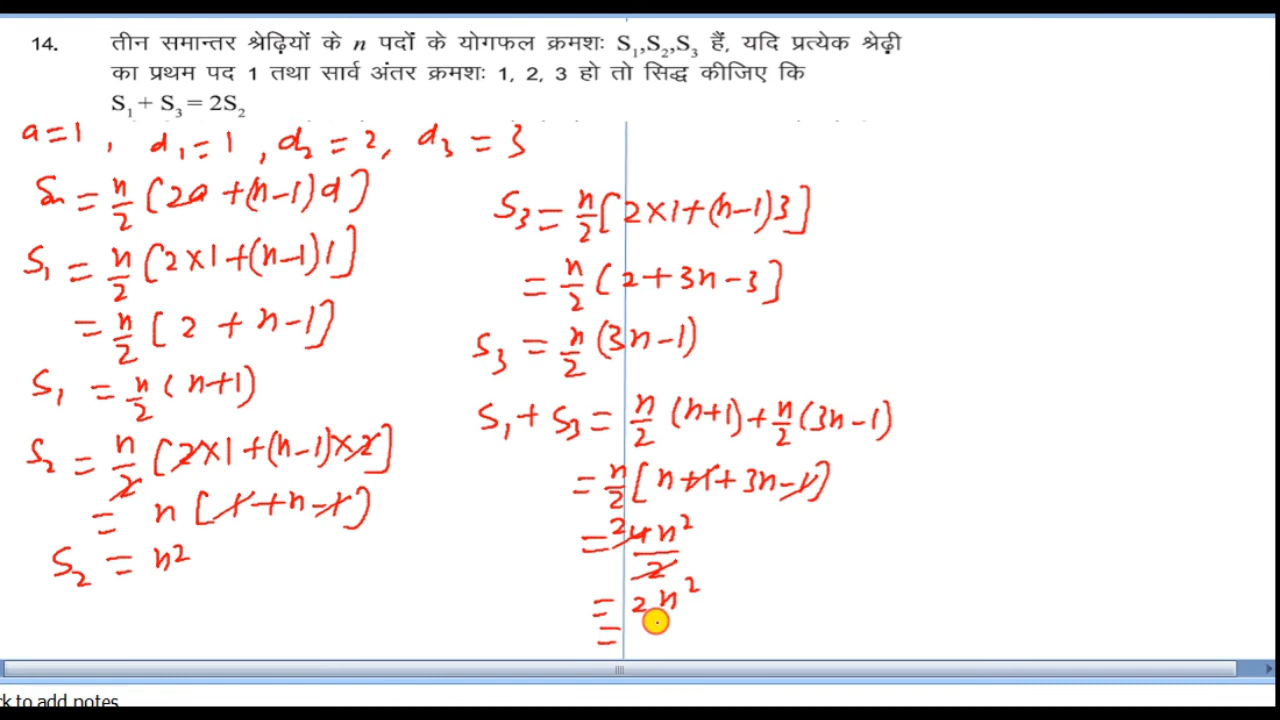 14. तीन समान्तर श्रेढ़ियों के n पदों के योगफल क्रमशः S₁,S₂,S₃ हैं, यदि प्रत्येक श्रेढ़ी
का प्रथम पद 1 तथा सार्व अंतर क्रमशः 1, 2, 3 हो तो सिद्ध कीजिए कि
S₁ + S₃ = 2S₂
a=1, d₁=1, d₂=2, d₃=3
Sn = n/2 [2a+(n-1)d]
S₁ = n/2 [2×1+(n-1)1]
= n/2 [2+n-1]
S₁ = n/2 (n+1)
S₂ = n/2 [2×1+(n-1)×2]
= n[1+n-1]
S₂ = n²
S₃ = n/2 [2×1+(n-1)3]
= n/2 (2+3n-3]
S₃ = n/2 (3n-1)
S₁+S₃ = n/2 (n+1)+n/2 (3n-1)
= n/2 [n+1+3n-1)
= 2 4n²/2
= 2n²
=
ck to add notes